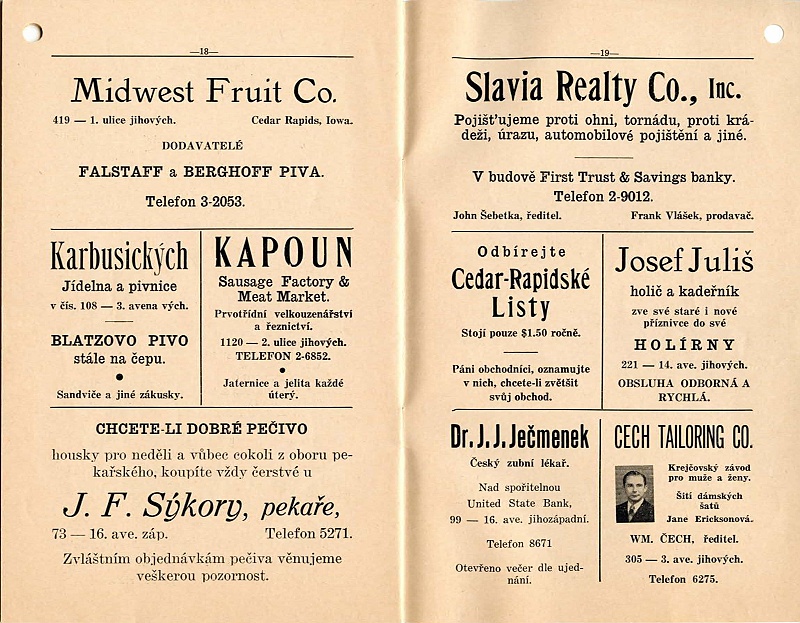 —18—
Midwest Fruit Co.
419 — 1. ulice jihových. Cedar Rapids, Iowa.
DODAVATELÉ
FALSTAFF a BERGHOFF PIVA.
Telefon 3-2053.
Karbusických
Jídelna a pivnice
v čís. 108 — 3. avena vých.
BLATZOVO PIVO
stále na čepu.
Sandviče a jiné zákusky.
KAPOUN
Sausage Factory &
Meat Market.
Prvotřídní velkouzenářství
a řeznictví.
1120 — 2. ulice jihových.
TELEFON 2-6852.
Jaternice a jelita každé
úterý.
CHCETE-LI DOBRÉ PEČIVO
housky pro neděli a vůbec cokoli z oboru pe-
kařského, koupíte vždy čerstvé u
J. F. Sýkory, pekaře,
73 — 16. ave. záp. Telefon 5271.
Zvláštním objednávkám pečiva věnujeme
veškerou pozornost.
—19—
Slavia Realty Co., Inc.
Pojišt'ujeme proti ohni, tornádu, proti krá-
deži, úrazu, automobilové pojištění a jiné.
V budově First Trust & Savings banky.
Telefon 2-9012.
John Šebetka, ředitel. Frank Vlášek, prodavač.
Odbírejte
Cedar-Rapidské
Listy
Stojí pouze $1.50 ročně.
Páni obchodníci, oznamujte
v nich, chcete-li zvětšit
svůj obchod.
Josef Juliš
holič a kadeřník
zve své staré i nové
příznivce do své
HOLÍRNY
221 — 14. ave. jihových.
OBSLUHA ODBORNÁ A
RYCHLÁ.
Dr. J. J. Ječmenek
Český zubní lékař.
Nad spořitelnou
United State Bank,
99 — 16. ave. jihozápadní.
Telefon 8671
Otevřeno večer dle ujed-
nání.
CECH TAILORING CO.
Krejčovský závod
pro muže a ženy.
Šití dámských
šatů
Jane Ericksonová.
WM. ČECH, ředitel.
305 — 3. ave. jihových.
Telefon 6275.